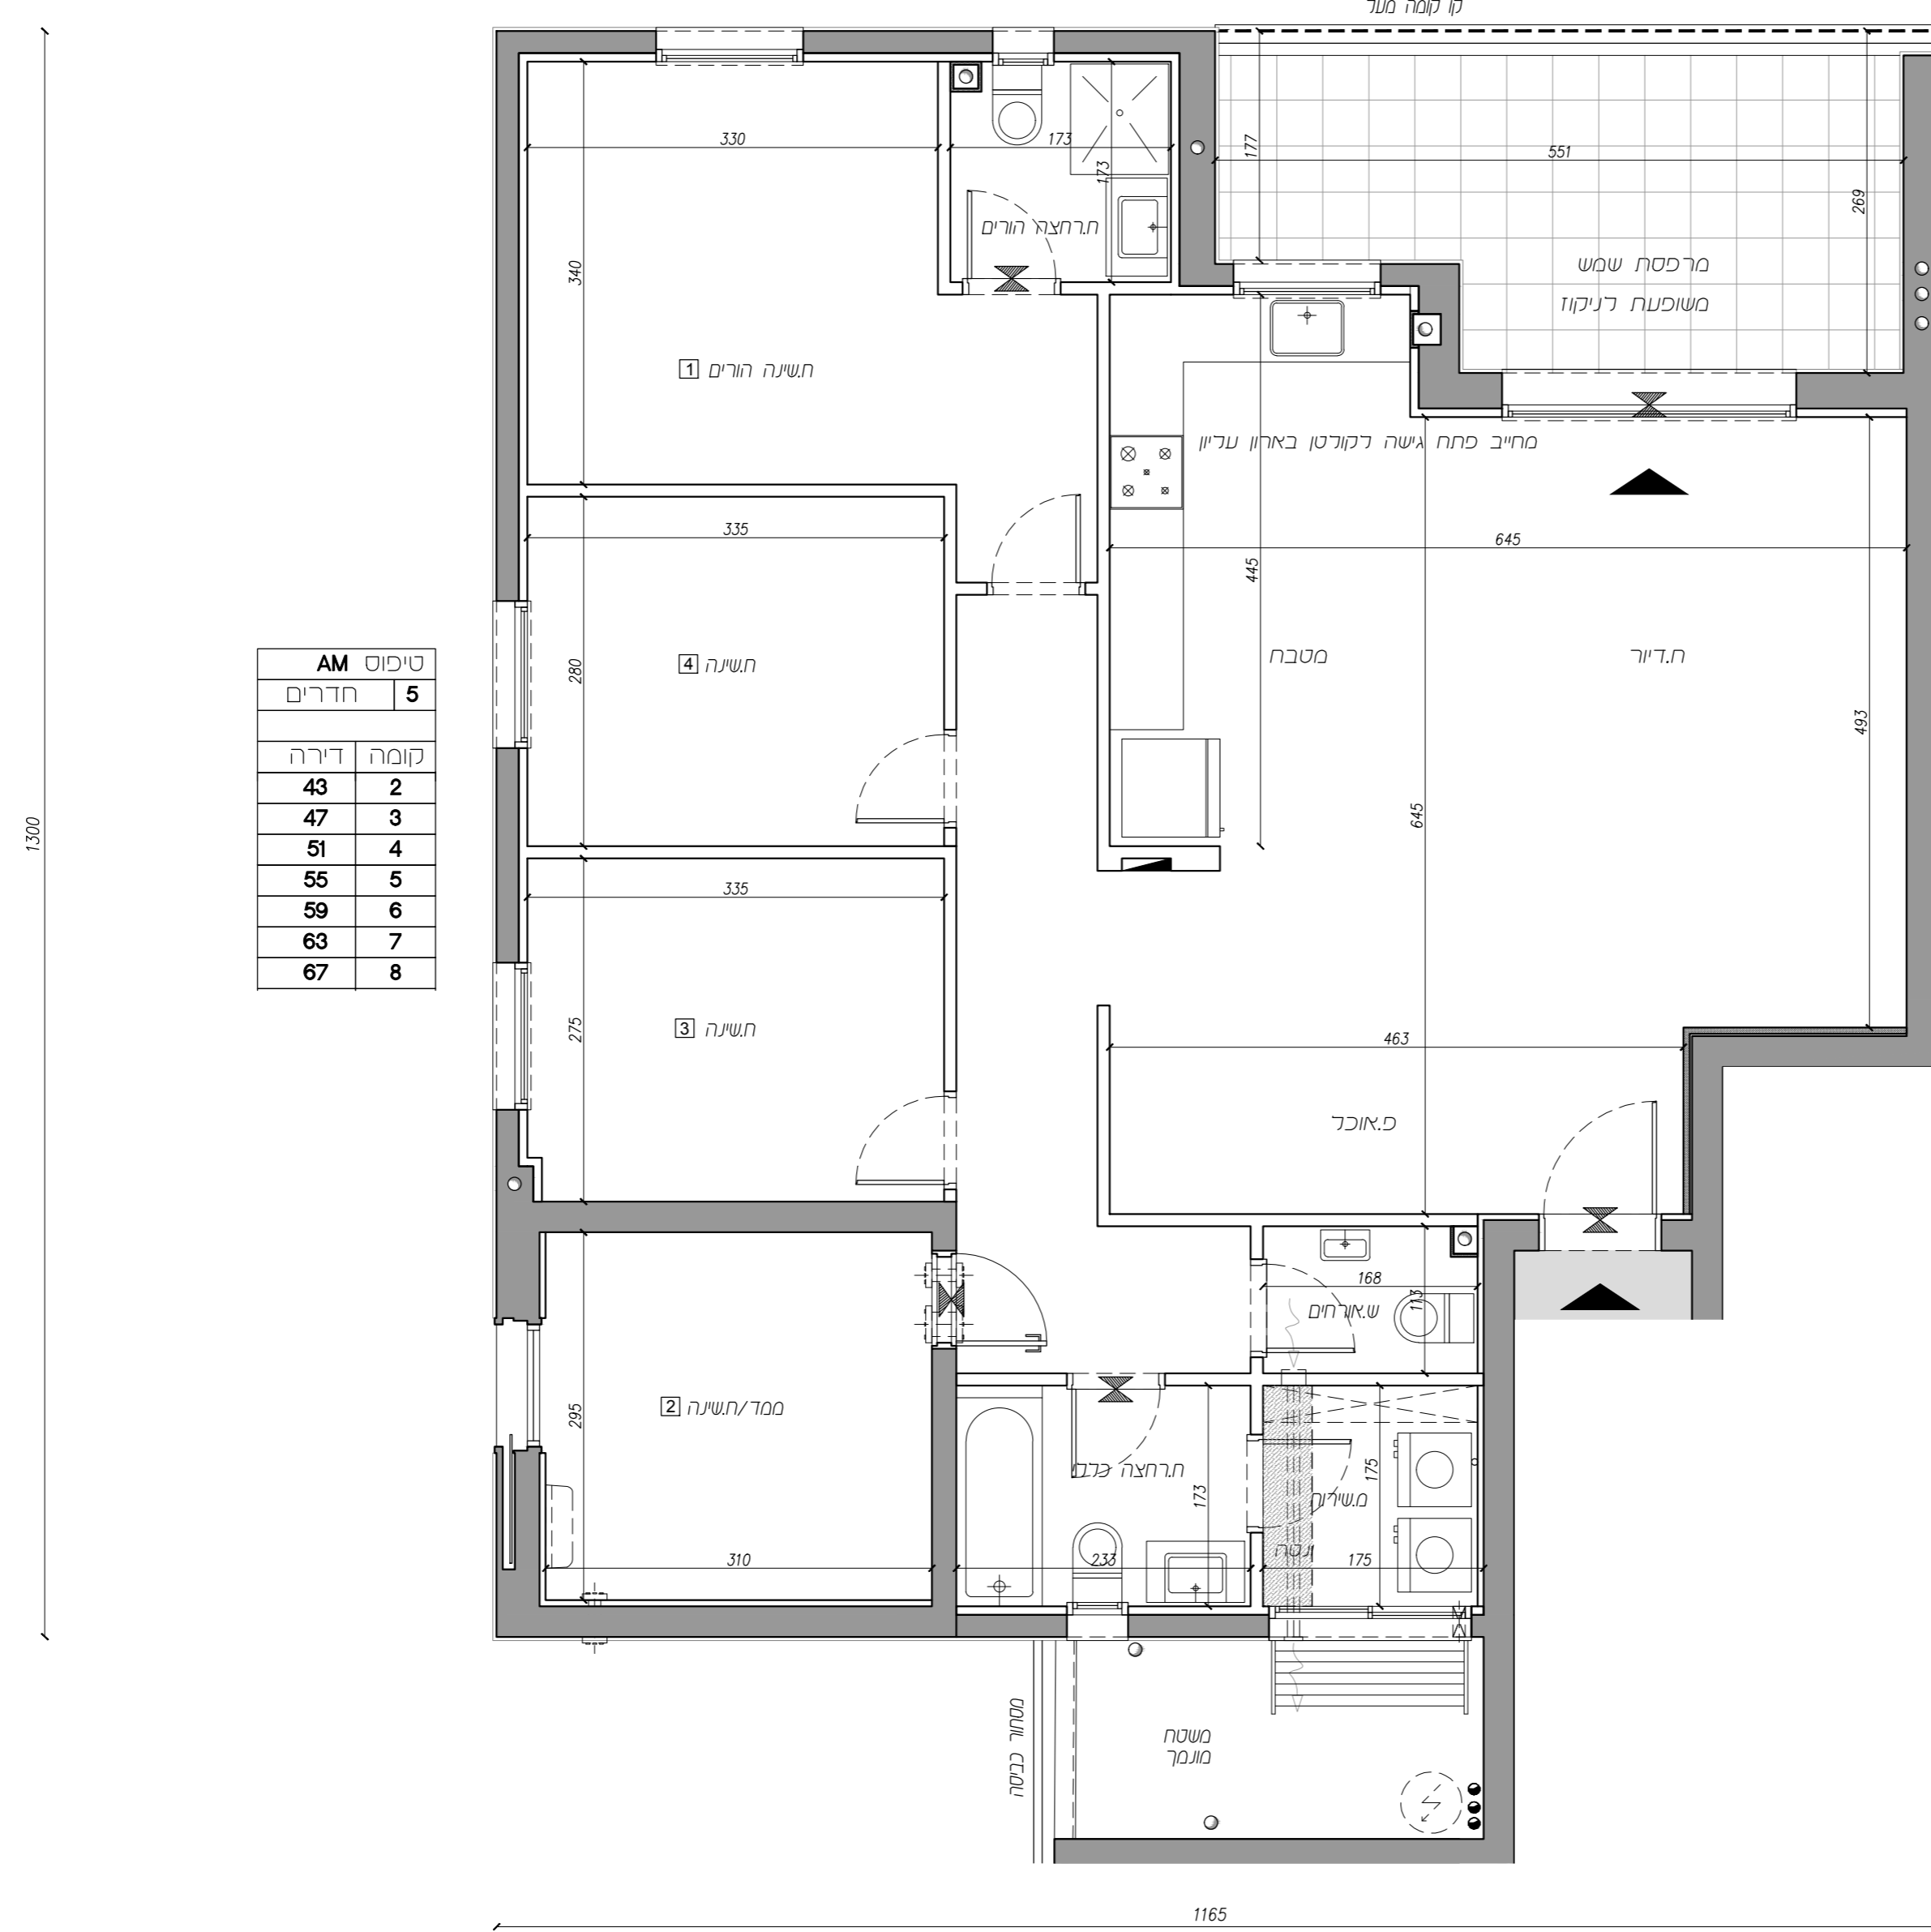 קו קומה מעל
330
173
173
177
551
269
ח.רחצה הורים
340
מרפסת שמש
משופעת לניקוז
ח.שינה הורים 1
מחייב פתח גישה לקולטן בארון עליון
335
645
445
280
ח.שינה 4
מטבח
ח.דיור
493
645
1300
טיפוס AM
5 חדרים
קומה דירה
2 43
3 47
4 51
5 55
6 59
7 63
8 67
335
275
ח.שינה 3
463
פ.אוכל
168
113
ש.אורחים
295
ממד/ח.שינה 2
ח.רחצה כללי
173
175
מ.שירות
ונטה
310
233
175
מסתור כביסה
משטח
מונמך
1165